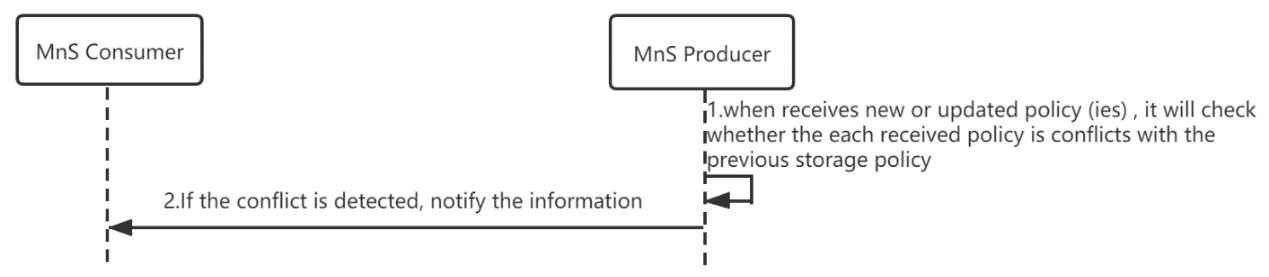 MnS Consumer
MnS Producer
1.when receives new or updated policy (ies) , it will check
whether the each received policy is conflicts with the
previous storage policy
2.If the conflict is detected, notify the information